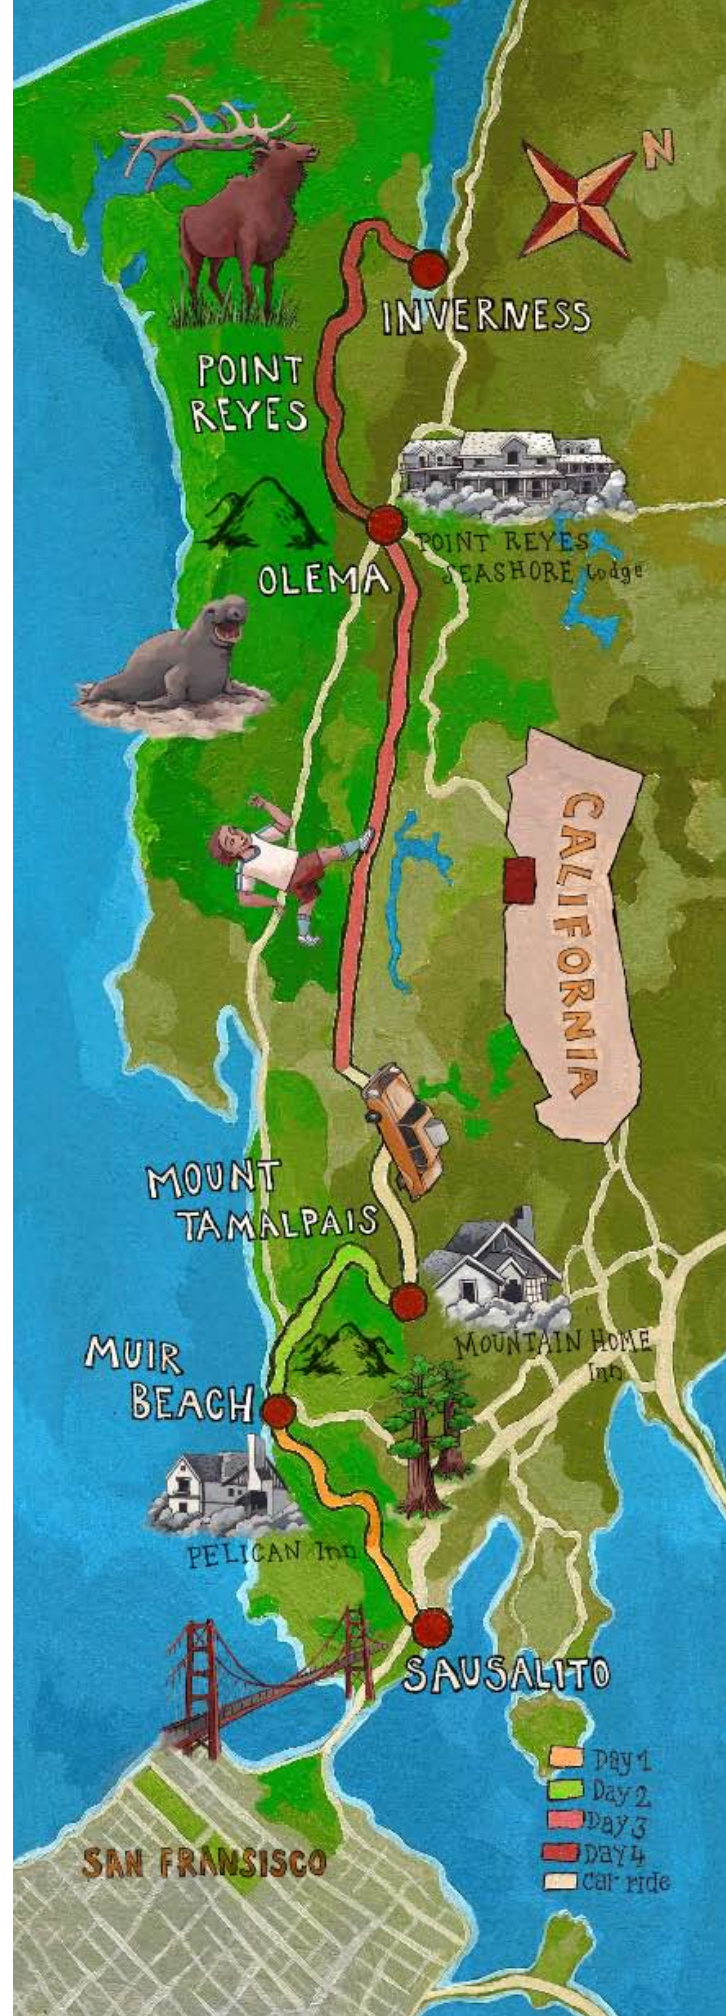 N
INVERNESS
POINT
REYES
POINT REYES
SEASHORE Lodge
OLEMA
CALIFORNIA
MOUNT
TAMALPAIS
MOUNTAIN HOME
Inn
MUIR
BEACH
PELICAN Inn
SAUSALITO
Day 1
Day 2
Day 3
Day 4
Car ride
SAN FRANSISCO